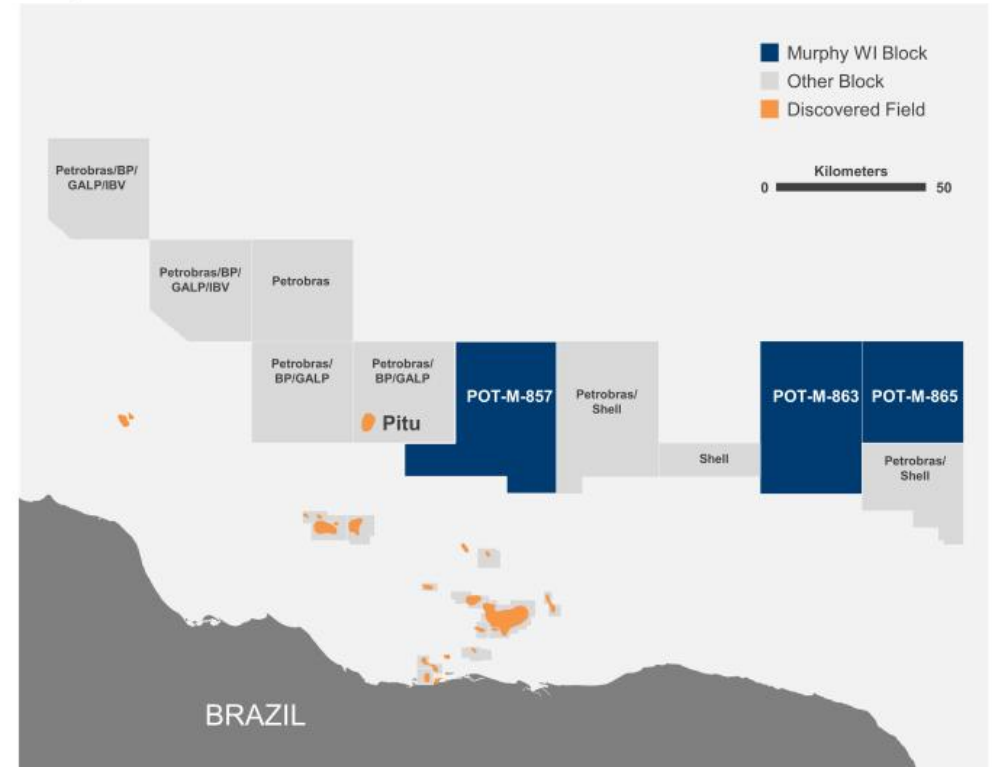 Murphy WI Block
Other Block
Discovered Field
Kilometers
0 50
Petrobras/BP/
GALP/IBV
Petrobras/BP/
GALP/IBV
Petrobras
Petrobras/
BP/GALP
Petrobras/
BP/GALP
Pitu
POT-M-857
Petrobras/
Shell
Shell
POT-M-863
POT-M-865
Petrobras/
Shell
BRAZIL